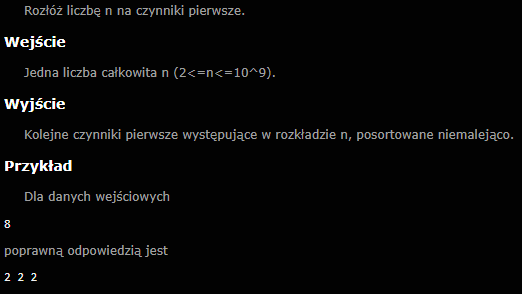 Rozłóż liczbę n na czynniki pierwsze.
Wejście
Jedna liczba całkowita n (2<=n<=10^9).
Wyjście
Kolejne czynniki pierwsze występujące w rozkładzie n, posortowane niemalejąco.
Przykład
Dla danych wejściowych
8
poprawną odpowiedzią jest
2 2 2